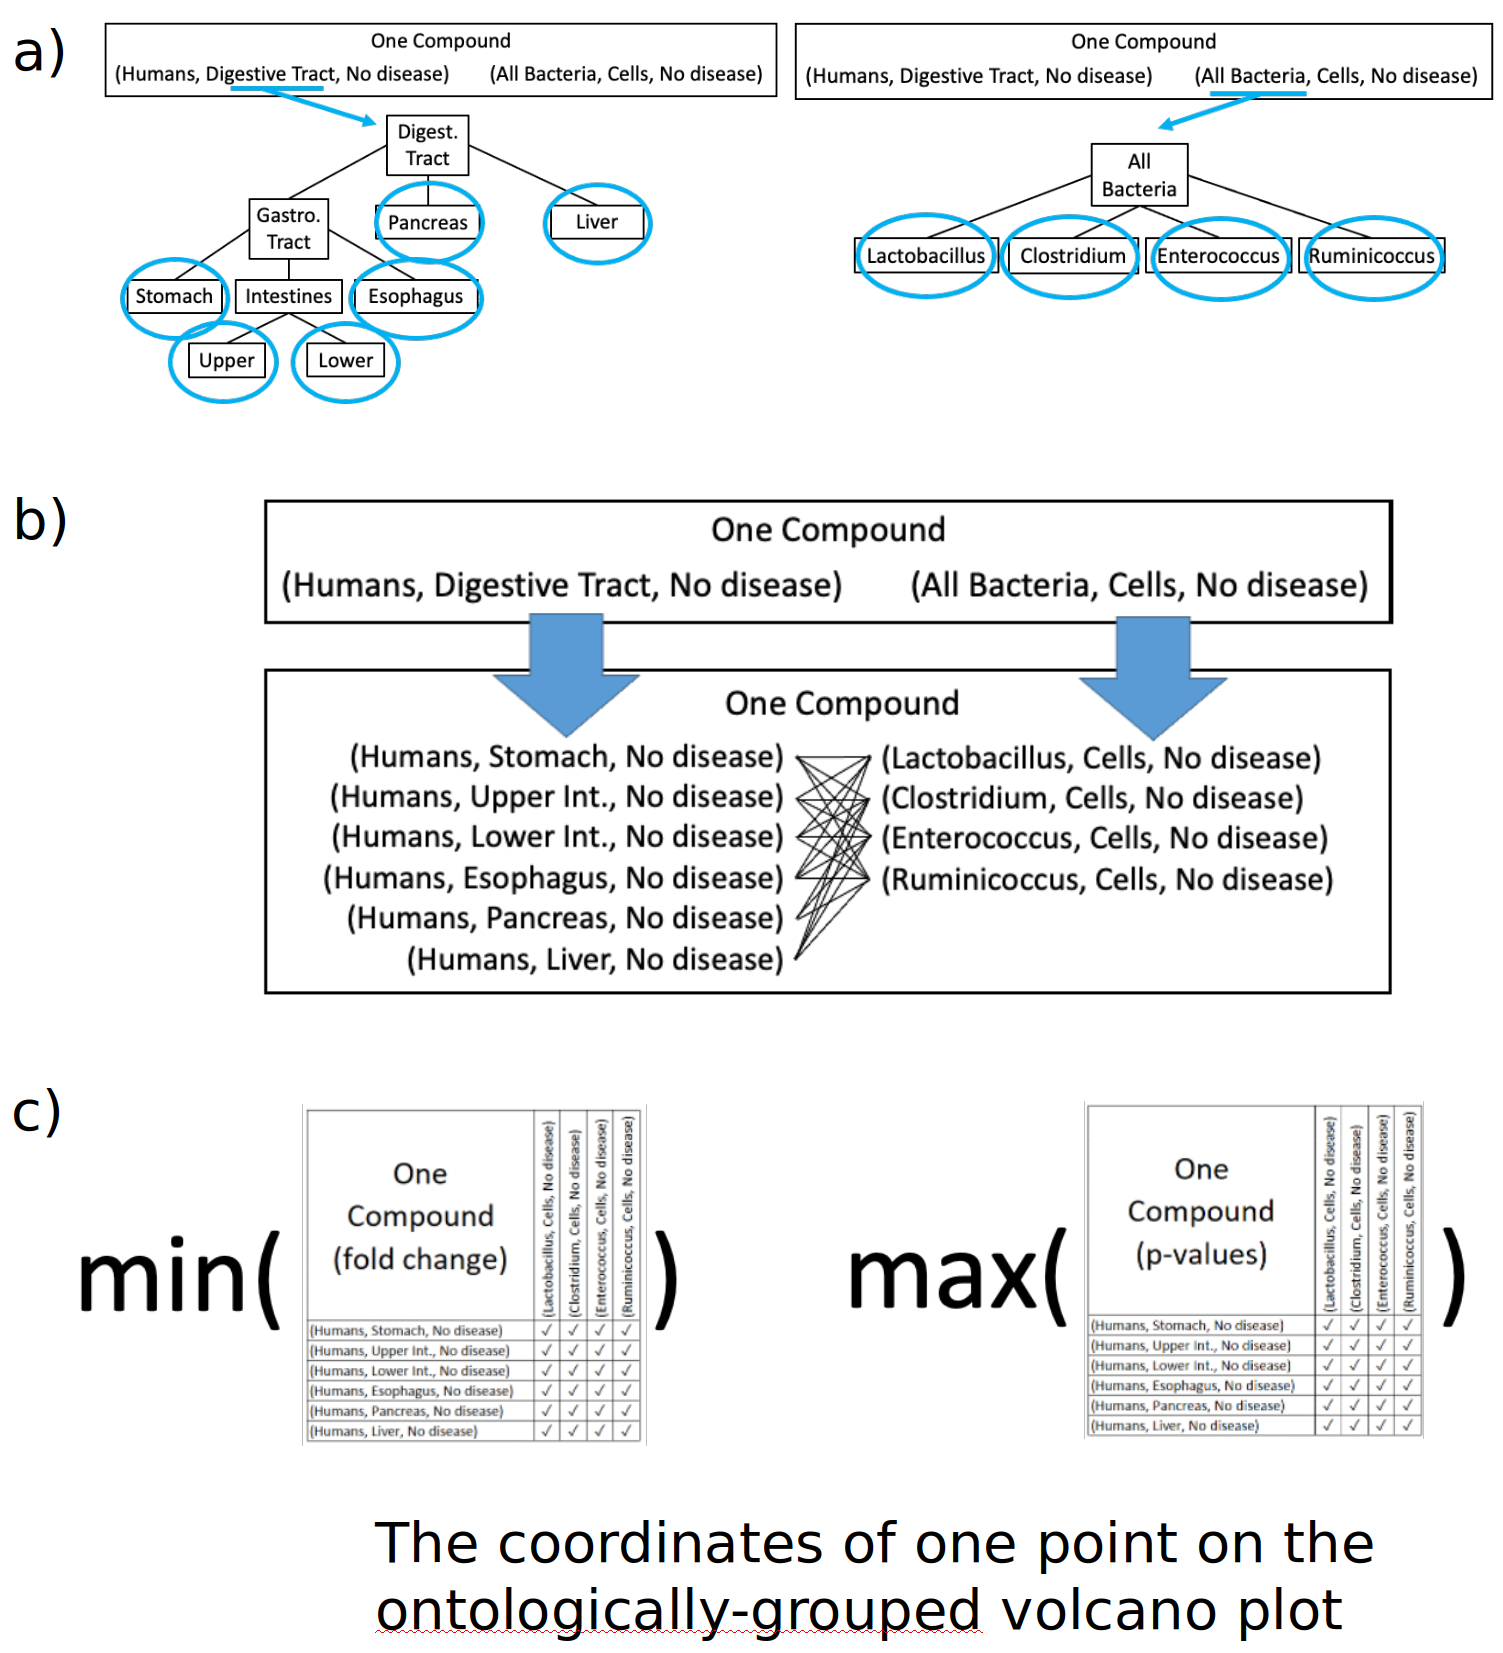 a)
One Compound
(Humans, Digestive Tract, No disease) (All Bacteria, Cells, No disease)
Digest.
Tract
Gastro.
Tract
Pancreas
Liver
Stomach
Intestines
Esophagus
Upper
Lower
One Compound
(Humans, Digestive Tract, No disease) (All Bacteria, Cells, No disease)
All
Bacteria
Lactobacillus
Clostridium
Enterococcus
Ruminicoccus
b)
One Compound
(Humans, Digestive Tract, No disease) (All Bacteria, Cells, No disease)
One Compound
(Humans, Stomach, No disease) (Lactobacillus, Cells, No disease)
(Humans, Upper Int., No disease) (Clostridium, Cells, No disease)
(Humans, Lower Int., No disease) (Enterococcus, Cells, No disease)
(Humans, Esophagus, No disease) (Ruminicoccus, Cells, No disease)
(Humans, Pancreas, No disease)
(Humans, Liver, No disease)
c)
min(
One
Compound
(fold change)
(Lactobacillus, Cells, No disease)
(Clostridium, Cells, No disease)
(Enterococcus, Cells, No disease)
(Ruminicoccus, Cells, No disease)
(Humans, Stomach, No disease) ✓ ✓ ✓ ✓
(Humans, Upper Int., No disease) ✓ ✓ ✓ ✓
(Humans, Lower Int., No disease) ✓ ✓ ✓ ✓
(Humans, Esophagus, No disease) ✓ ✓ ✓ ✓
(Humans, Pancreas, No disease) ✓ ✓ ✓ ✓
(Humans, Liver, No disease) ✓ ✓ ✓ ✓
)
max(
One
Compound
(p-values)
(Lactobacillus, Cells, No disease)
(Clostridium, Cells, No disease)
(Enterococcus, Cells, No disease)
(Ruminicoccus, Cells, No disease)
(Humans, Stomach, No disease) ✓ ✓ ✓ ✓
(Humans, Upper Int., No disease) ✓ ✓ ✓ ✓
(Humans, Lower Int., No disease) ✓ ✓ ✓ ✓
(Humans, Esophagus, No disease) ✓ ✓ ✓ ✓
(Humans, Pancreas, No disease) ✓ ✓ ✓ ✓
(Humans, Liver, No disease) ✓ ✓ ✓ ✓
)
The coordinates of one point on the
ontologically-grouped volcano plot